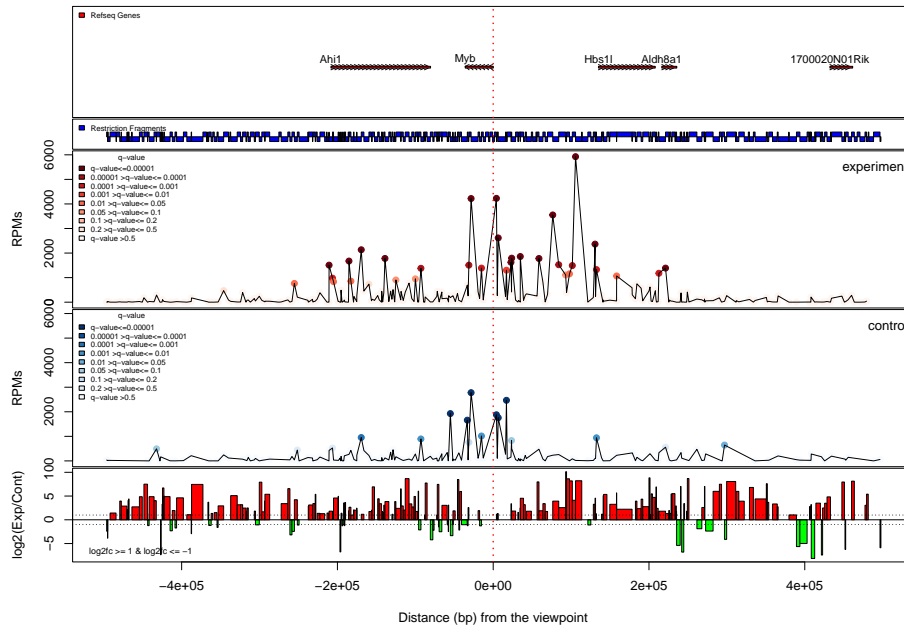 Refseq Genes
Ahi1
Myb
Hbs1l
Aldh8a1
1700020N01Rik
Restriction Fragments
RPMs
0 2000 4000 6000
q-value
q-value<=0.00001
0.00001 >q-value<= 0.0001
0.0001 >q-value<= 0.001
0.001 >q-value<= 0.01
0.01 >q-value<= 0.05
0.05 >q-value<= 0.1
0.1 >q-value<= 0.2
0.2 >q-value<= 0.5
q-value >0.5
experimen
RPMs
0 2000 4000 6000
q-value
q-value<=0.00001
0.00001 >q-value<= 0.0001
0.0001 >q-value<= 0.001
0.001 >q-value<= 0.01
0.01 >q-value<= 0.05
0.05 >q-value<= 0.1
0.1 >q-value<= 0.2
0.2 >q-value<= 0.5
q-value >0.5
contro
log2(Exp/Cont)
-5 0 5 10
log2fc >= 1 & log2fc <= -1
-4e+05 -2e+05 0e+00 2e+05 4e+05
Distance (bp) from the viewpoint